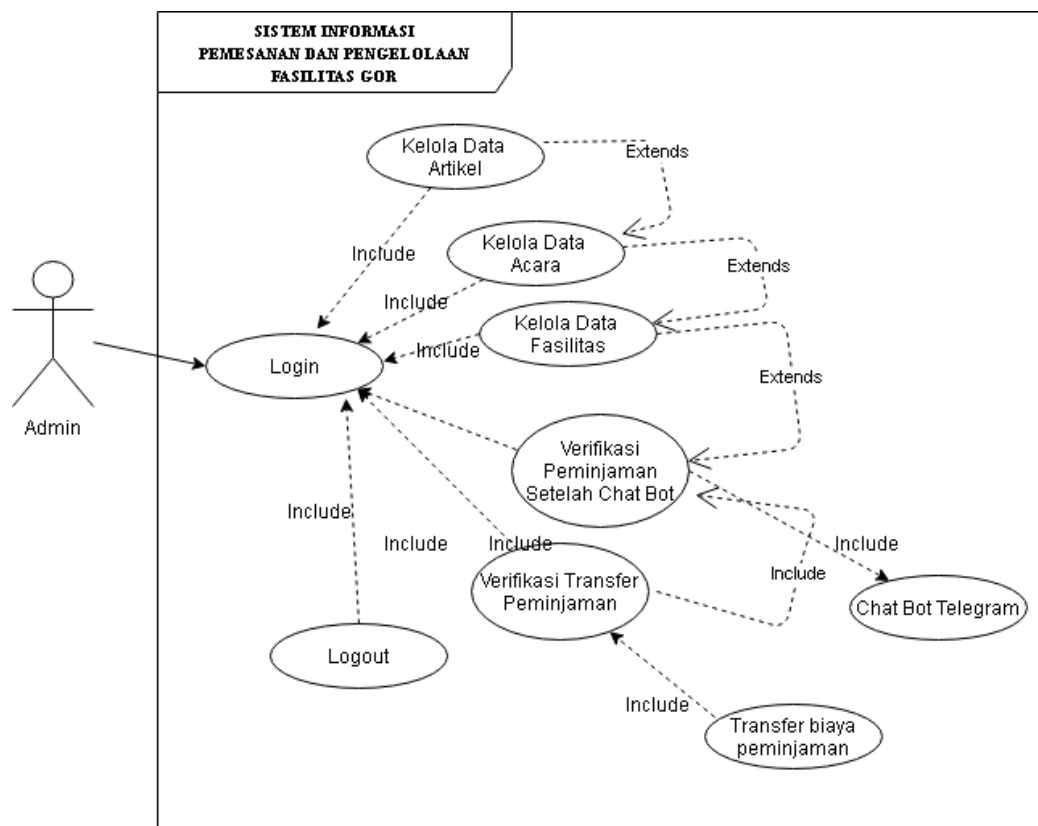 SISTEM INFORMASI
PEMESANAN DAN PENGELOLAAN
FASILITAS GOR
Kelola Data
Artikel
Extends
Include
Kelola Data
Acara
Extends
Include
Kelola Data
Fasilitas
Include
Login
Extends
Admin
Verifikasi
Peminjaman
Setelah Chat Bot
Include
Include
Include
Include
Include
Verifikasi Transfer
Peminjaman
Chat Bot Telegram
Logout
Include
Transfer biaya
peminjaman